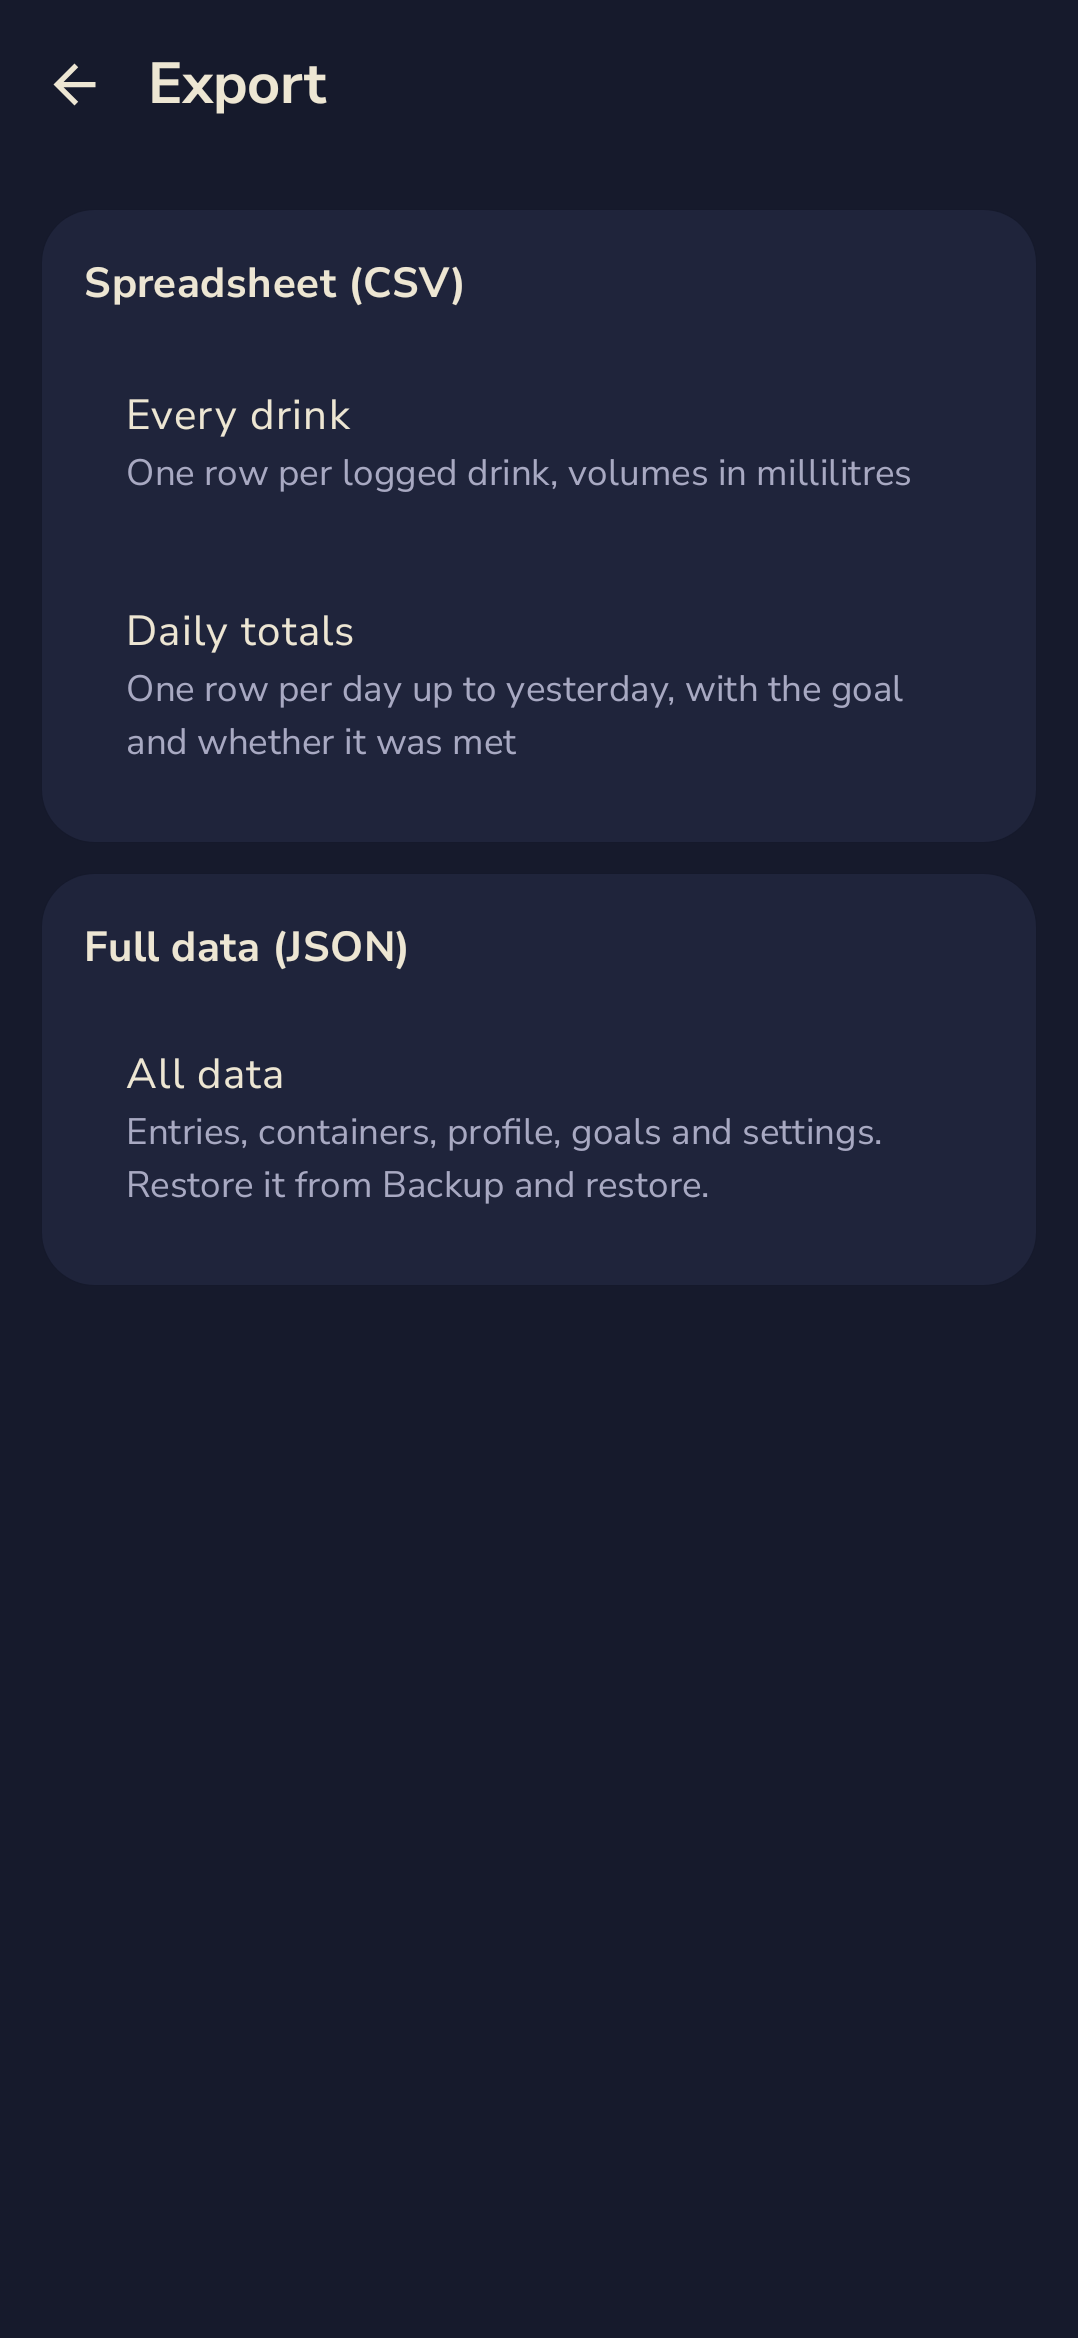 Export
Spreadsheet (CSV)
Every drink
One row per logged drink, volumes in millilitres
Daily totals
One row per day up to yesterday, with the goal
and whether it was met
Full data (JSON)
All data
Entries, containers, profile, goals and settings.
Restore it from Backup and restore.